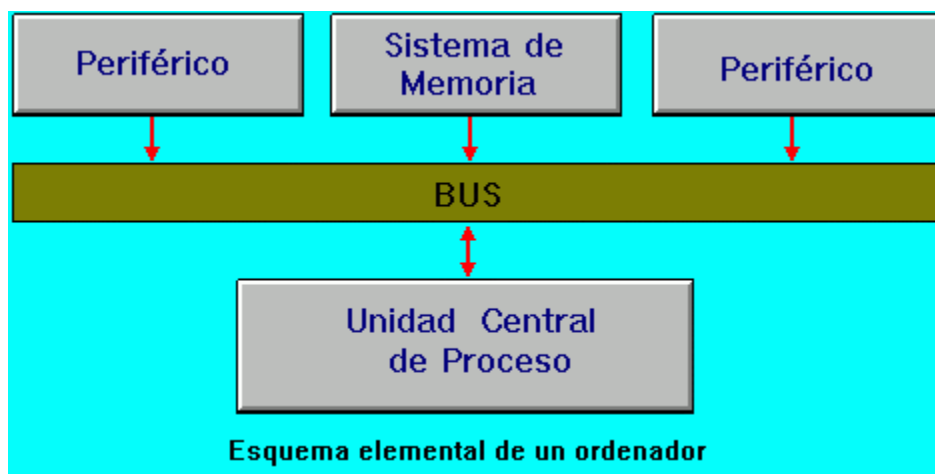 Periférico
Sistema de
Memoria
Periférico
BUS
Unidad Central
de Proceso
Esquema elemental de un ordenador